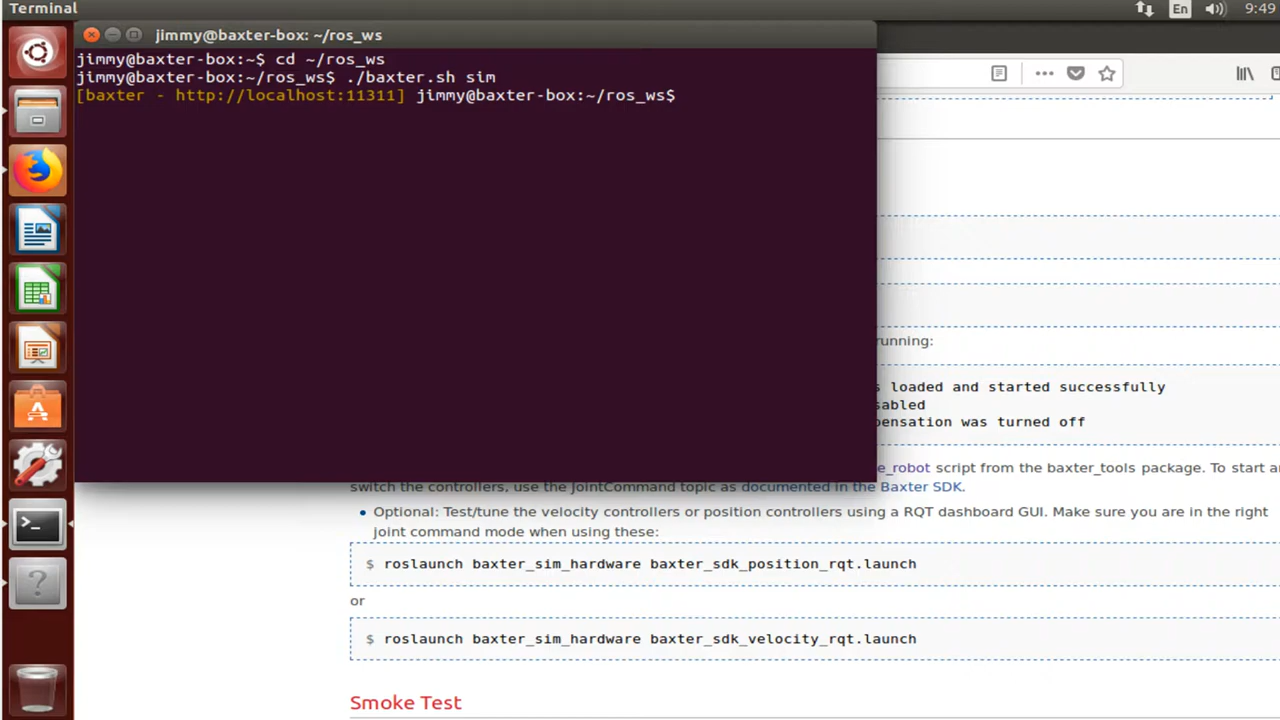 Terminal
En
9:49
jimmy@baxter-box: ~/ros_ws
jimmy@baxter-box:~$ cd ~/ros_ws
jimmy@baxter-box:~/ros_ws$ ./baxter.sh sim
[baxter - http://localhost:11311] jimmy@baxter-box:~/ros_ws$
running:
s loaded and started successfully
sabled
pensation was turned off
e_robot script from the baxter_tools package. To start an
switch the controllers, use the JointCommand topic as documented in the Baxter SDK.
Optional: Test/tune the velocity controllers or position controllers using a RQT dashboard GUI. Make sure you are in the right
joint command mode when using these:
$ roslaunch baxter_sim_hardware baxter_sdk_position_rqt.launch
or
$ roslaunch baxter_sim_hardware baxter_sdk_velocity_rqt.launch
Smoke Test